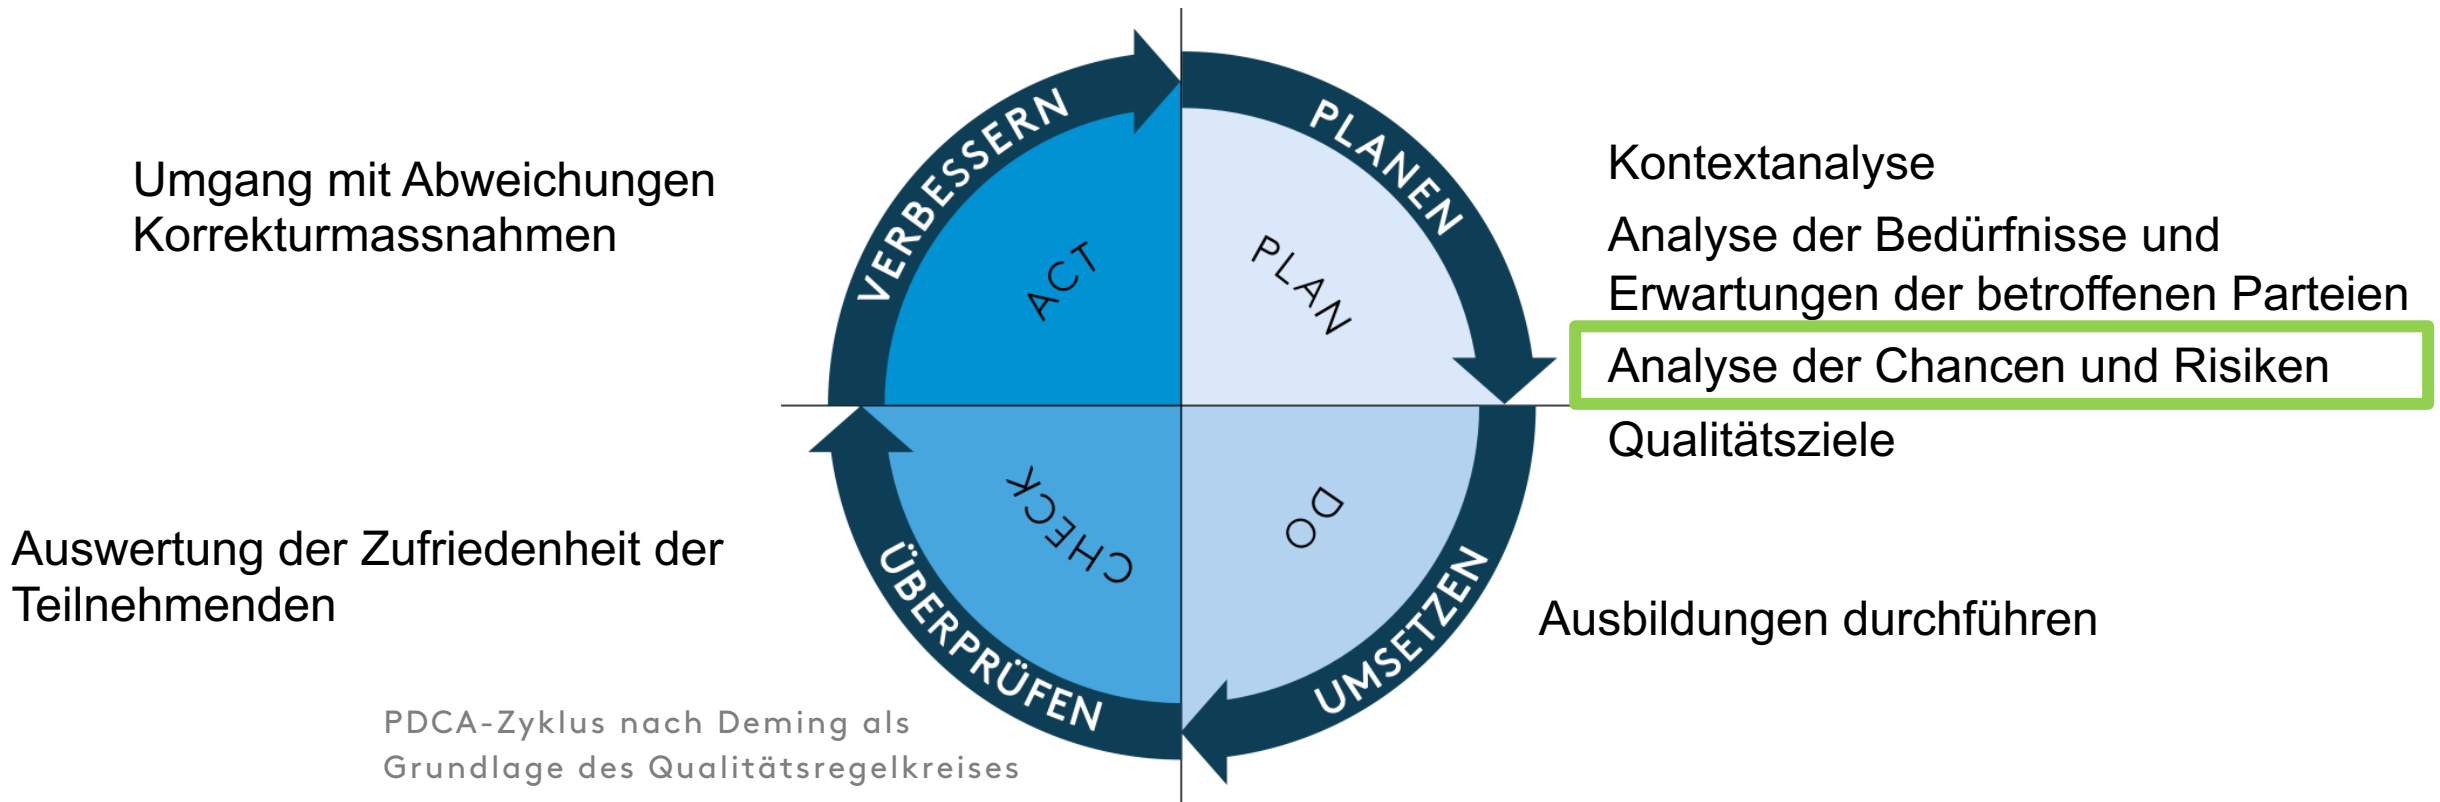 Umgang mit Abweichungen
Korrekturmassnahmen
VERBESSERN
ACT
PLANEN
PLAN
Kontextanalyse
Analyse der Bedürfnisse und
Erwartungen der betroffenen Parteien
Analyse der Chancen und Risiken
Qualitätsziele
Auswertung der Zufriedenheit der
Teilnehmenden
ÜBERPRÜFEN
CHECK
DO
UMSETZEN
Ausbildungen durchführen
PDCA-Zyklus nach Deming als
Grundlage des Qualitätsregelkreises